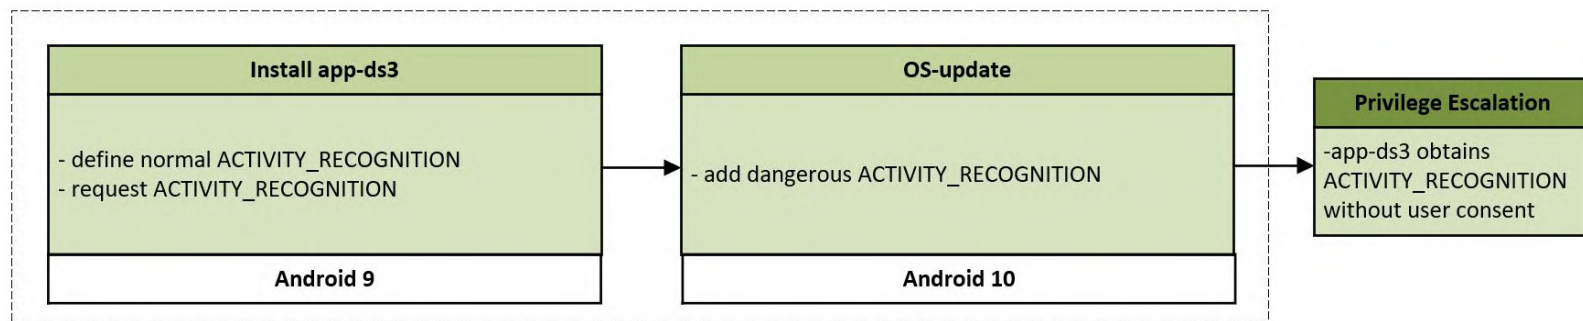 Install app-ds3
- define normal ACTIVITY_RECOGNITION
- request ACTIVITY_RECOGNITION
Android 9
OS-update
- add dangerous ACTIVITY_RECOGNITION
Android 10
Privilege Escalation
-app-ds3 obtains
ACTIVITY_RECOGNITION
without user consent